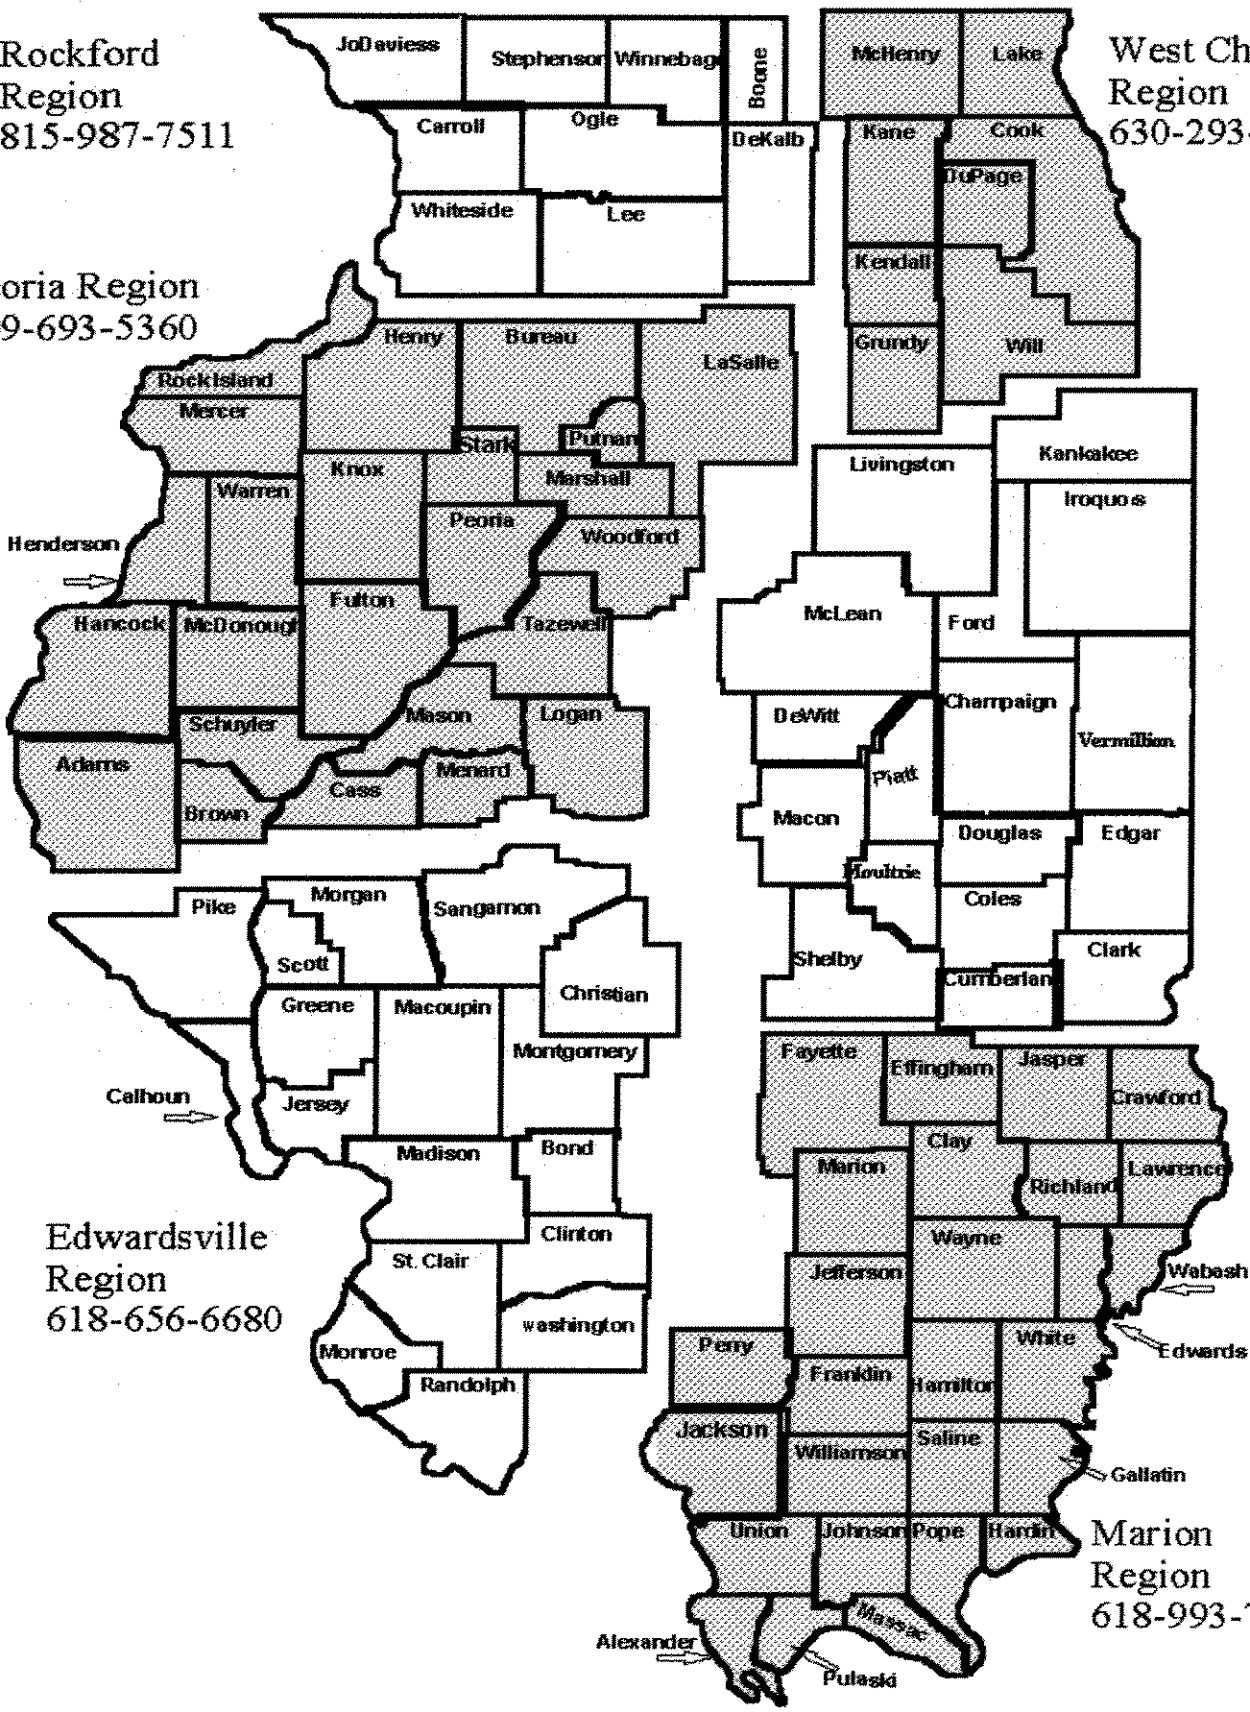 Rockford
Region
815-987-7511
JoDaviess
Stephenson
Winnebag
Boone
McHenry
Lake
West Ch
Region
630-293-
Carroll
Ogle
DeKalb
Kane
Cook
DuPage
Whiteside
Lee
Kendall
oria Region
9-693-5360
Henry
Bureau
LaSalle
Grundy
Will
RockIsland
Mercer
Stark
Putnan
Knox
Marshall
Livingston
Kankakee
Warren
Peoria
Iroquois
Henderson
Woodford
Fulton
McLean
Ford
Hancock
McDonough
Tazewell
Schuyler
Mason
Logan
DeWitt
Champaign
Vermillian
Adams
Menard
Piatt
Brown
Cass
Macon
Douglas
Edgar
Moultrie
Pike
Morgan
Sangamon
Coles
Scott
Shelby
Clark
Greene
Macoupin
Christian
Cumberlan
Montgomery
Fayette
Effingham
Jasper
Calhoun
Jersey
Crawford
Madison
Bond
Clay
Marion
Richland
Lawrence
Edwardsville
Region
618-656-6680
St. Clair
Clinton
Wayne
Jefferson
Wabash
washington
Monroe
Perry
White
Edwards
Randolph
Franklin
Hamilton
Jackson
Williamson
Saline
Gallatin
Union
Johnson
Pope
Hardin
Marion
Region
618-993-7
Massac
Alexander
Pulaski